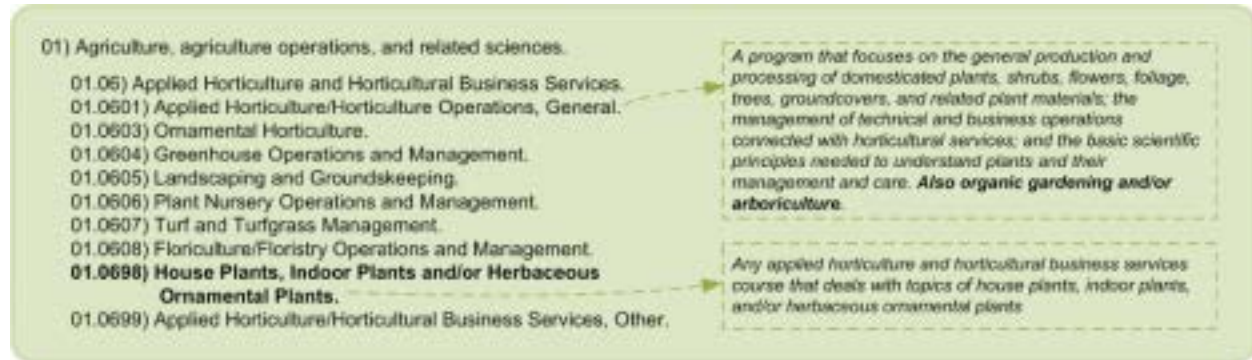 01) Agriculture, agriculture operations, and related sciences.
01.06) Applied Horticulture and Horticultural Business Services.
01.0601) Applied Horticulture/Horticulture Operations, General.
01.0603) Ornamental Horticulture.
01.0604) Greenhouse Operations and Management.
01.0605) Landscaping and Groundskeeping.
01.0606) Plant Nursery Operations and Management.
01.0607) Turf and Turfgrass Management.
01.0608) Floriculture/Floristry Operations and Management.
01.0698) House Plants, Indoor Plants and/or Herbaceous
Ornamental Plants.
01.0699) Applied Horticulture/Horticultural Business Services, Other.
A program that focuses on the general production and
processing of domesticated plants, shrubs, flowers, foliage,
trees, groundcovers, and related plant materials; the
management of technical and business operations
connected with horticultural services; and the basic scientific
principles needed to understand plants and their
management and care. Also organic gardening and/or
arboriculture.
Any applied horticulture and horticultural business services
course that deals with topics of house plants, indoor plants,
and/or herbaceous ornamental plants